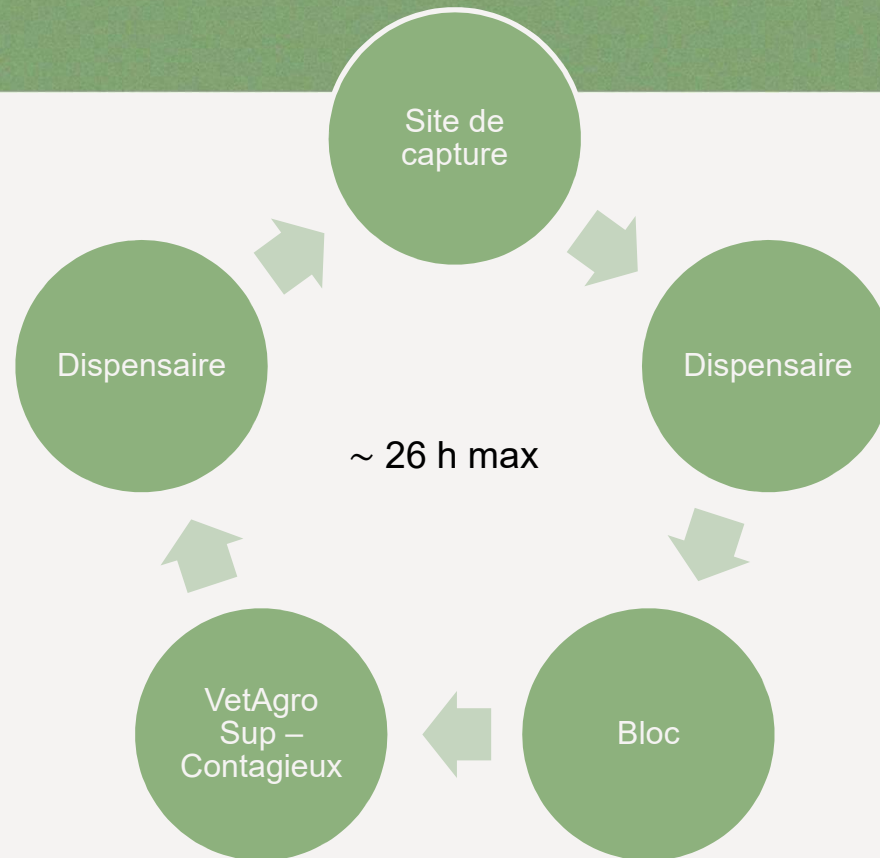 Site de
capture
Dispensaire
Bloc
VetAgro
Sup –
Contagieux
Dispensaire
~ 26 h max